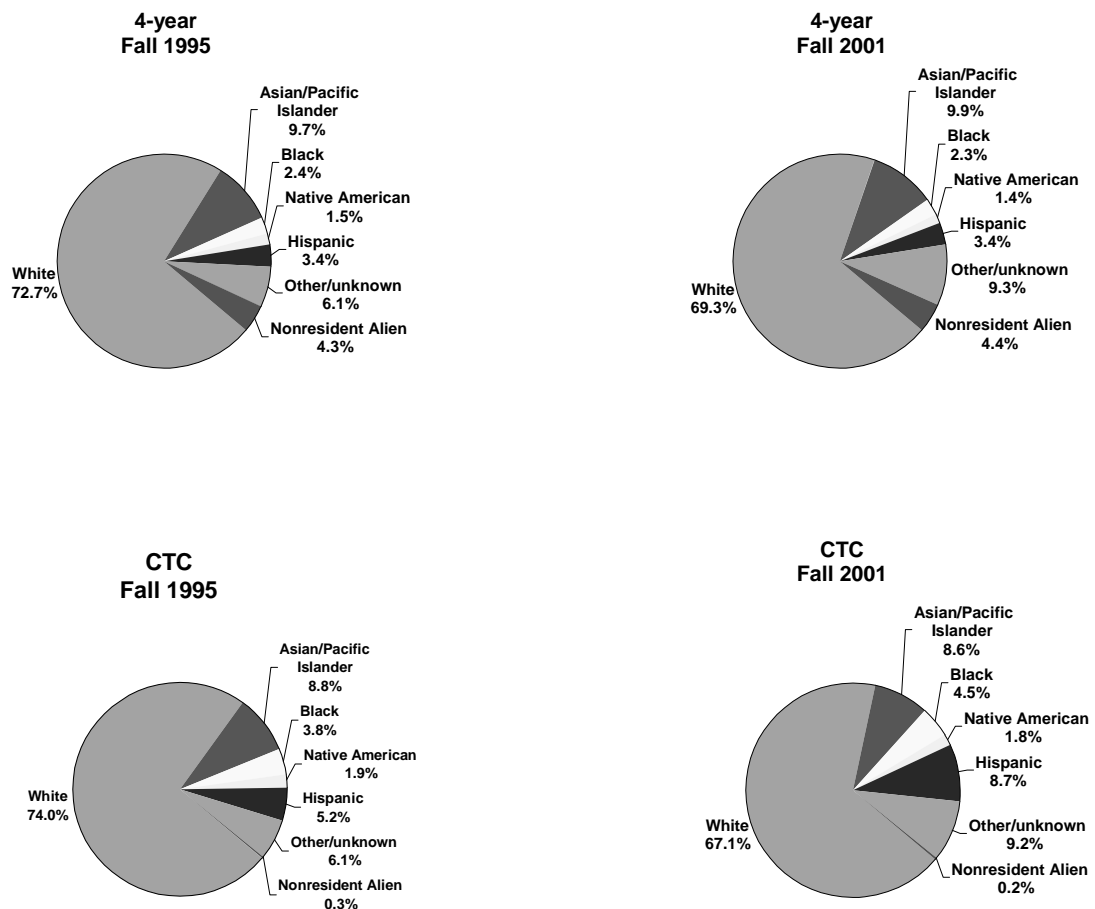 4-year
Fall 1995
Asian/Pacific
Islander
9.7%
Black
2.4%
Native American
1.5%
Hispanic
3.4%
Other/unknown
6.1%
Nonresident Alien
4.3%
White
72.7%
4-year
Fall 2001
Asian/Pacific
Islander
9.9%
Black
2.3%
Native American
1.4%
Hispanic
3.4%
Other/unknown
9.3%
Nonresident Alien
4.4%
White
69.3%
CTC
Fall 1995
Asian/Pacific
Islander
8.8%
Black
3.8%
Native American
1.9%
Hispanic
5.2%
Other/unknown
6.1%
Nonresident Alien
0.3%
White
74.0%
CTC
Fall 2001
Asian/Pacific
Islander
8.6%
Black
4.5%
Native American
1.8%
Hispanic
8.7%
Other/unknown
9.2%
Nonresident Alien
0.2%
White
67.1%